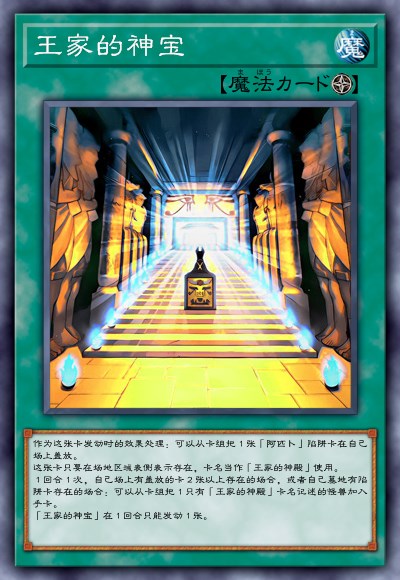 王家的神宝
魔
まほう
【魔法カード】
作为这张卡发动时的效果处理，可以从卡组把1张「阿匹卜」陷阱卡在自己
场上盖放。
这张卡只要在场地区域表侧表示存在，卡名当作「王家的神殿」使用。
1回合1次，自己场上有盖放的卡2张以上存在的场合，或者自己墓地有陷
阱卡存在的场合：可以从卡组把1只有「王家的神殿」卡名记述的怪兽加入
手卡。
「王家的神宝」在1回合只能发动1张。